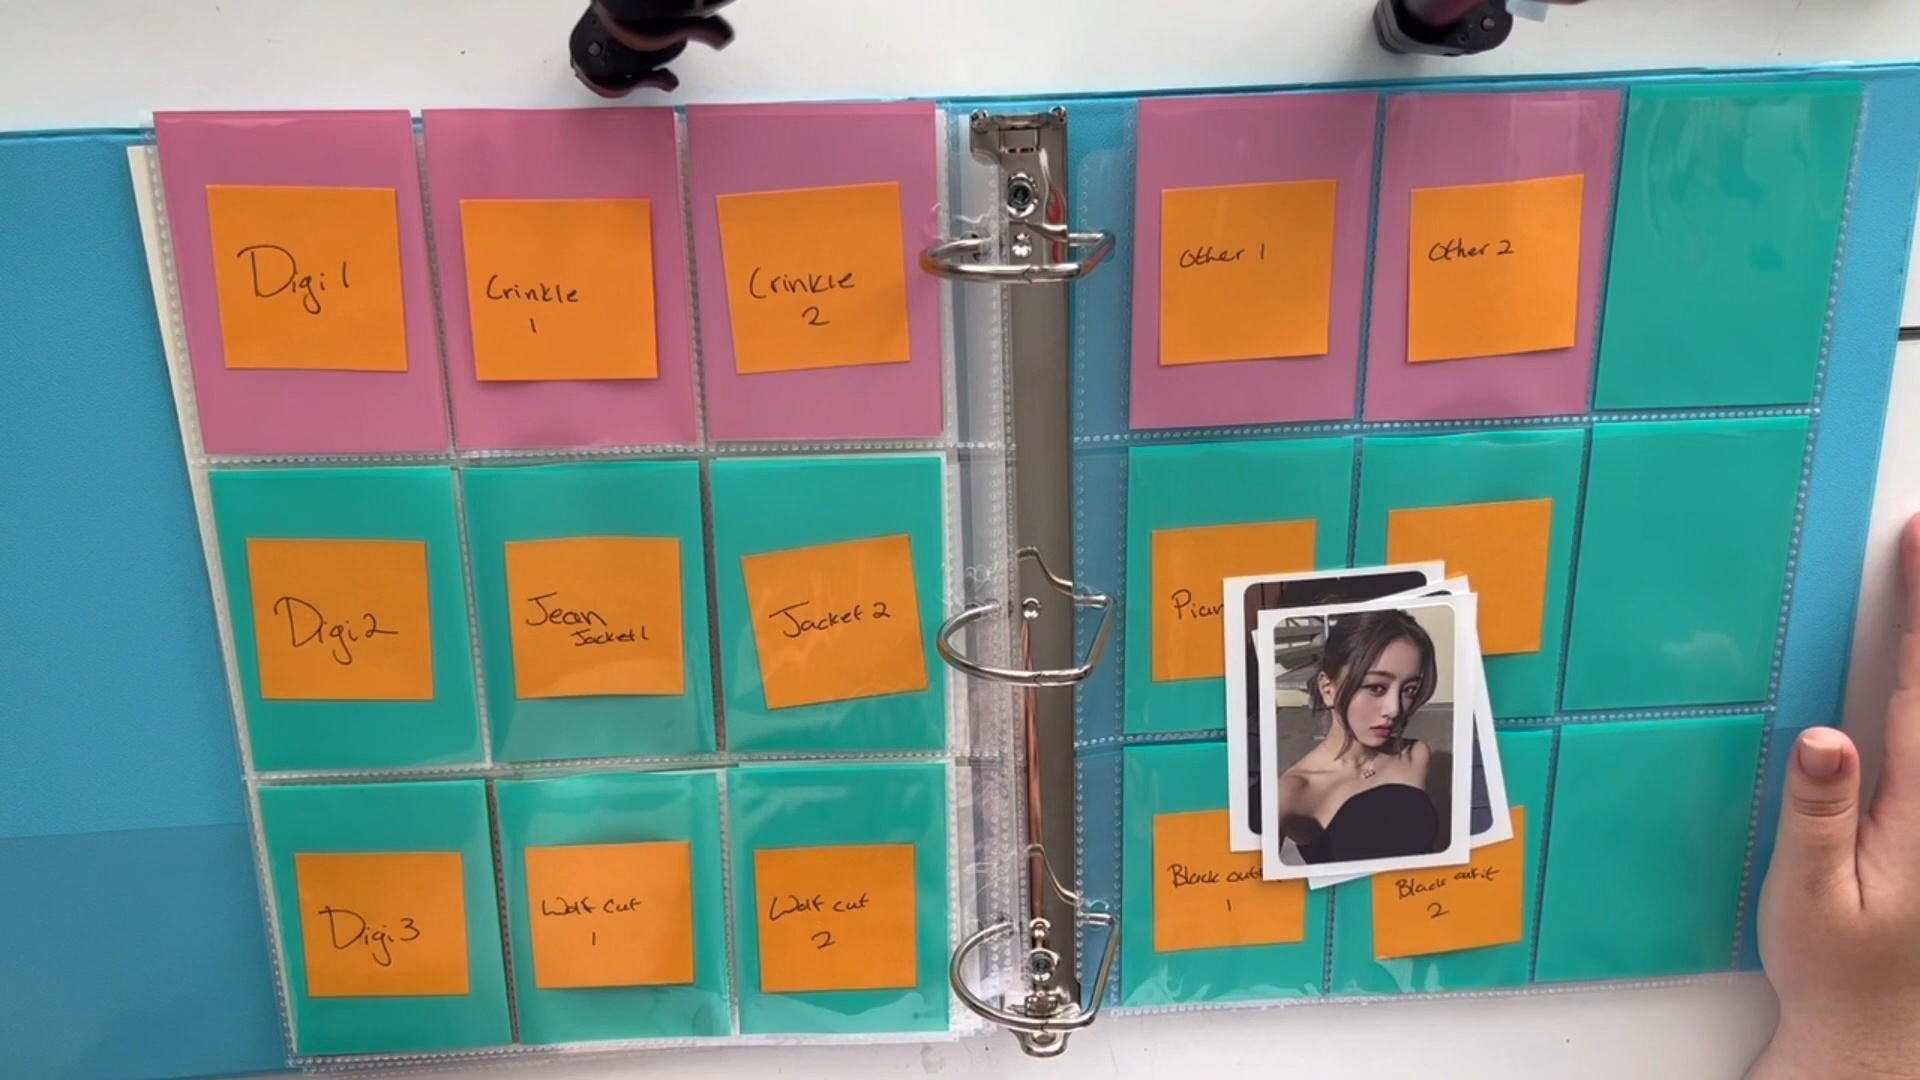 Digi 1
Crinkle
1
Crinkle
2
Other 1
Other 2
Digi 2
Jean
Jacket 1
Jacket 2
Digi 3
Wolf cut
1
Wolf cut
2
Black
1
Black outfit
2